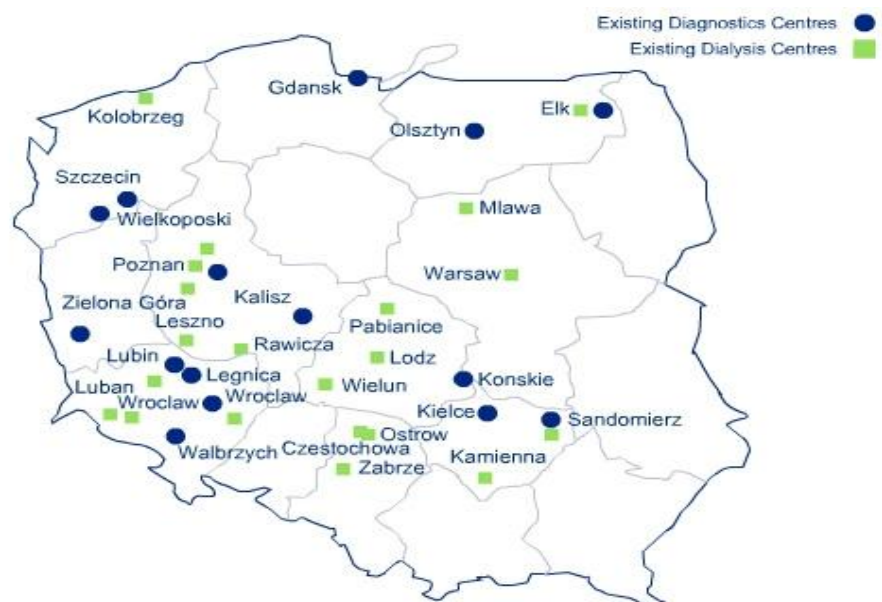 Existing Diagnostics Centres
Existing Dialysis Centres
Gdansk
Kolobrzeg
Olsztyn
Elk
Szczecin
Wielkoposki
Mlawa
Poznan
Warsaw
Zielona Góra
Kalisz
Leszno
Pabianice
Rawicza
Lubin
Lodz
Legnica
Luban
Wielun
Konskie
Wroclaw
Wroclaw
Kielce
Sandomierz
Walbrzych
Czestochowa
Ostrow
Kamienna
Zabrze